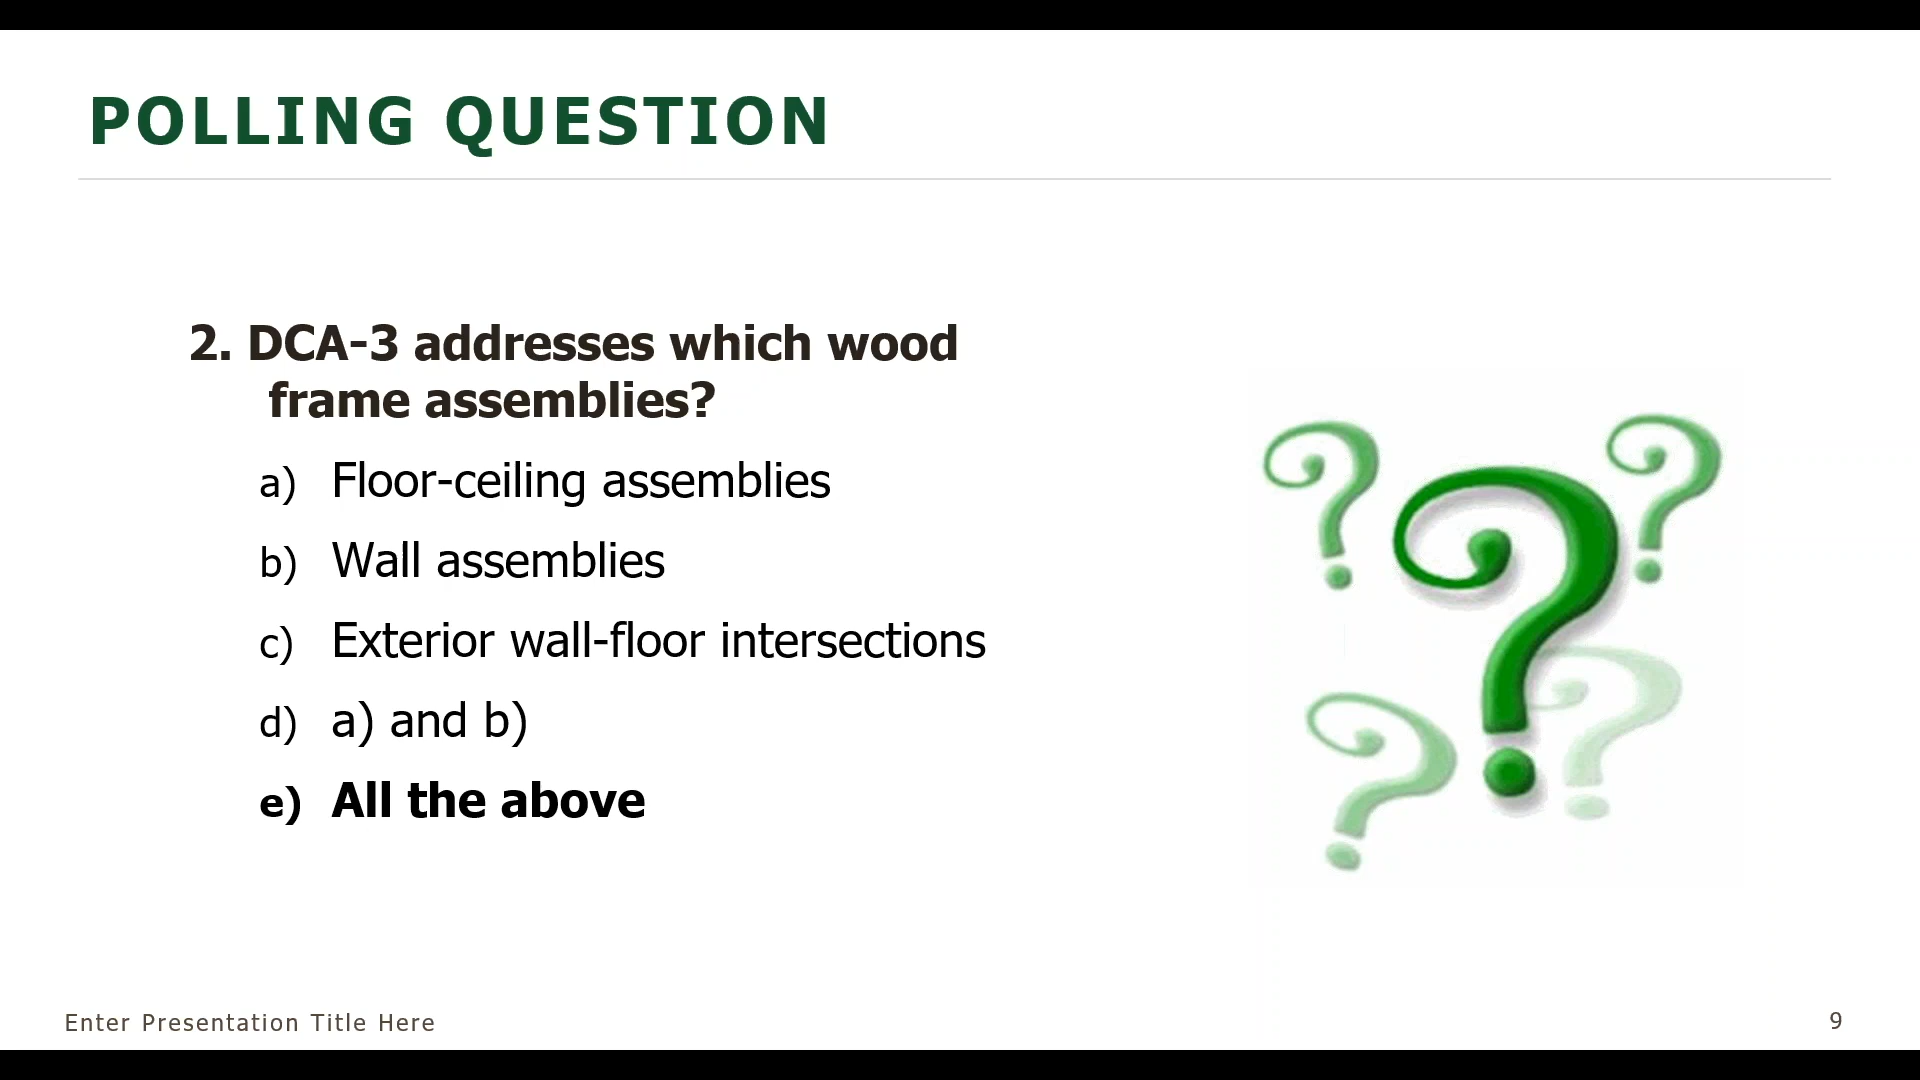 POLLING QUESTION
2. DCA-3 addresses which wood
frame assemblies?
a) Floor-ceiling assemblies
b) Wall assemblies
c) Exterior wall-floor intersections
d) a) and b)
e) All the above
Enter Presentation Title Here
9